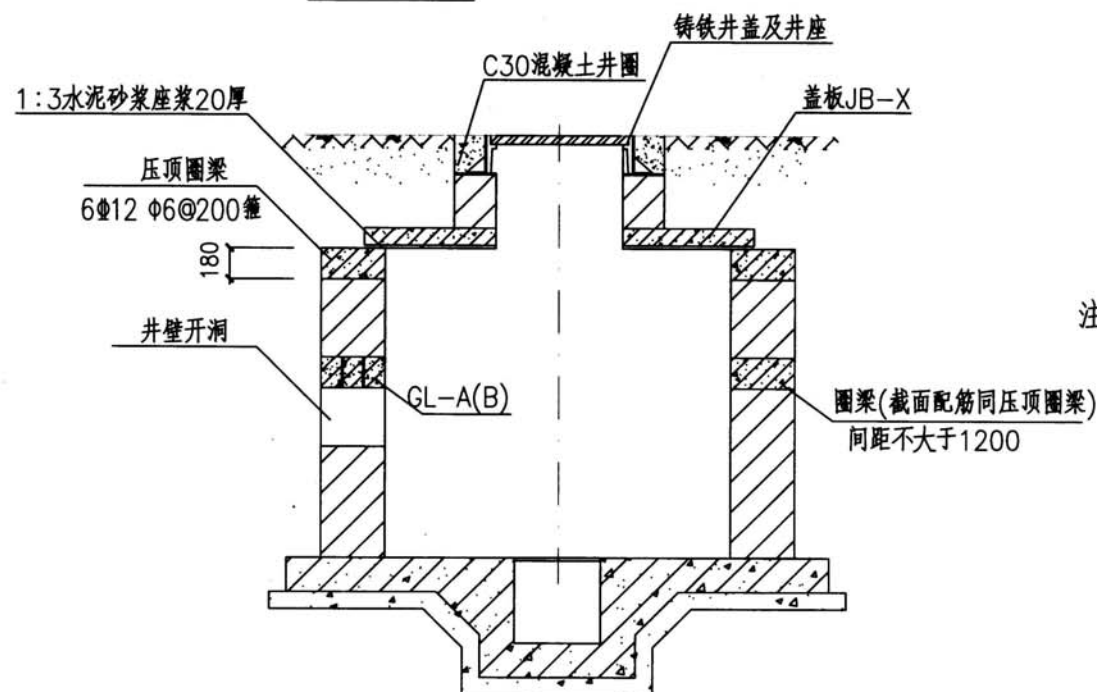 铸铁井盖及井座
C30混凝土井圈
1:3水泥砂浆座浆20厚
盖板JB-X
压顶圈梁
6Φ12 Φ6@200箍
180
井壁开洞
GL-A(B)
注
圈梁(截面配筋同压顶圈梁)
间距不大于1200